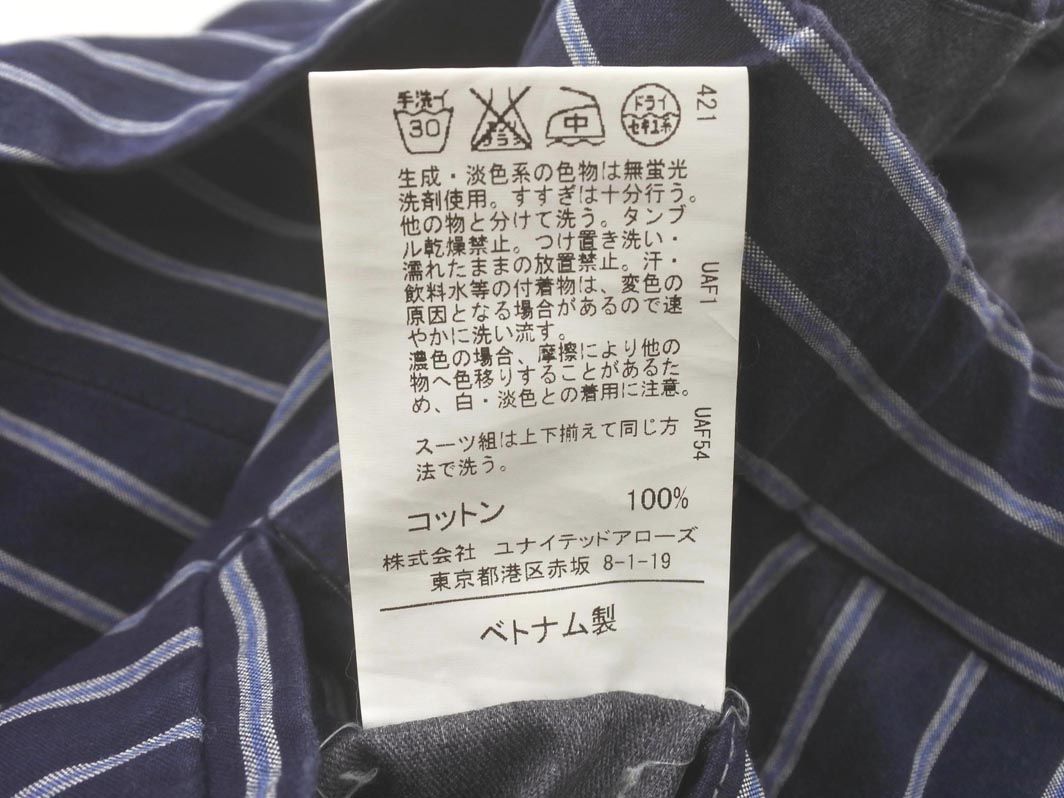 手洗イ
30
エンソ
サラシ
中
ドライ
セキユ系
421
生成・淡色系の色物は無蛍光
洗剤使用。すすぎは十分行う。
他の物と分けて洗う。タンブ
ル乾燥禁止。つけ置き洗い・
濡れたままの放置禁止。汗・
飲料水等の付着物は、変色の
原因となる場合があるので速
やかに洗い流す。
濃色の場合、摩擦により他の
物へ色移りすることがあるた
め、白・淡色との着用に注意。
UAF1
スーツ組は上下揃えて同じ方
法で洗う。
UAF54
コットン 100%
株式会社 ユナイテッドアローズ
東京都港区赤坂 8-1-19
ベトナム製